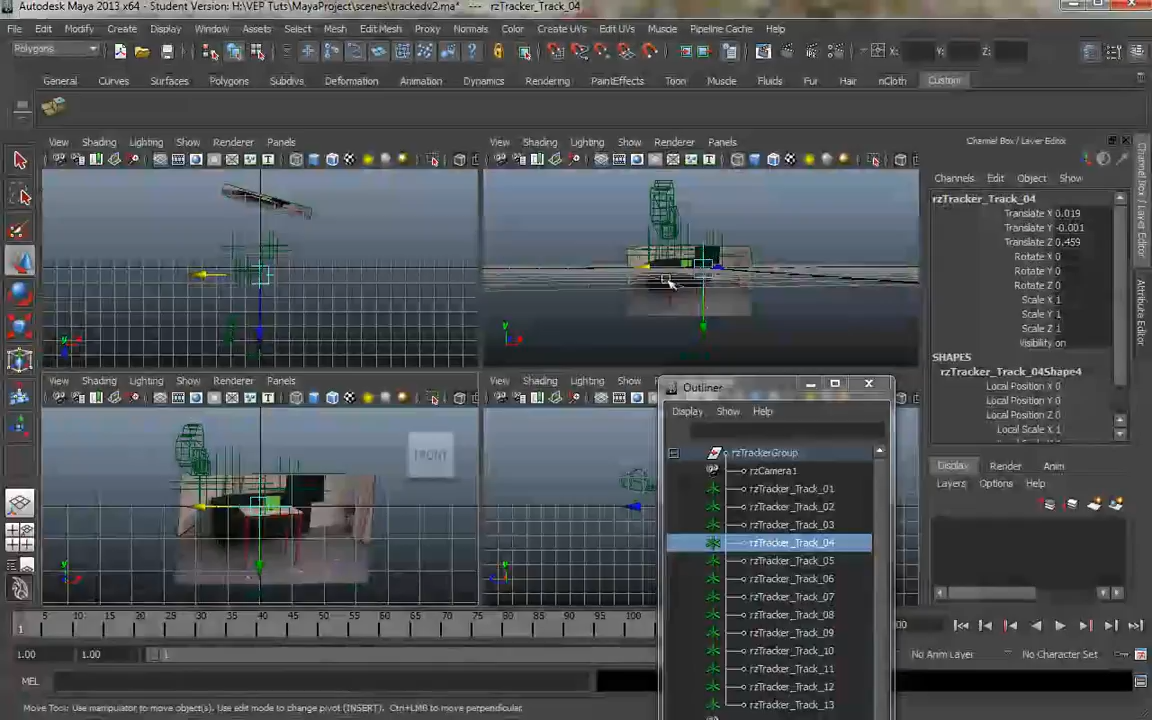 Autodesk Maya 2013 x64 - Student Version: H:\VEP Tuts\MayaProject\scenes\trackedv2.ma* --- rzTracker_Track_04
File Edit Modify Create Display Window Assets Select Mesh Edit Mesh Proxy Normals Color Create UVs Edit UVs Muscle Pipeline Cache Help
Polygons X: Y: Z:
General Curves Surfaces Polygons Subdivs Deformation Animation Dynamics Rendering PaintEffects Toon Muscle Fluids Fur Hair nCloth Custom
View Shading Lighting Show Renderer Panels
View Shading Lighting Show Renderer Panels
Channel Box / Layer Editor
Channels Edit Object Show
rzTracker_Track_04
Translate X 0.019
Translate Y -0.001
Translate Z 0.459
Rotate X 0
Rotate Y 0
Rotate Z 0
Scale X 1
Scale Y 1
Scale Z 1
Visibility on
SHAPES
rzTracker_Track_04Shape4
Local Position X 0
Local Position Y 0
Local Position Z 0
Local Scale X 1
Channel Box / Layer Editor
Attribute Editor
View Shading Lighting Show Renderer Panels
View Shading Lighting
FRONT
Outliner
Display Show Help
rzTrackerGroup
rzCamera1
rzTracker_Track_01
rzTracker_Track_02
rzTracker_Track_03
rzTracker_Track_04
rzTracker_Track_05
rzTracker_Track_06
rzTracker_Track_07
rzTracker_Track_08
rzTracker_Track_09
rzTracker_Track_10
rzTracker_Track_11
rzTracker_Track_12
rzTracker_Track_13
Display Render Anim
Layers Options Help
1 5 10 15 20 25 30 35 40 45 50 55 60 65 70 75 80 85 90 95 100
1.00 1.00 1
No Anim Layer No Character Set
MEL
Move Tool: Use manipulator to move object(s). Use edit mode to change pivot (INSERT). Ctrl+LMB to move perpendicular.